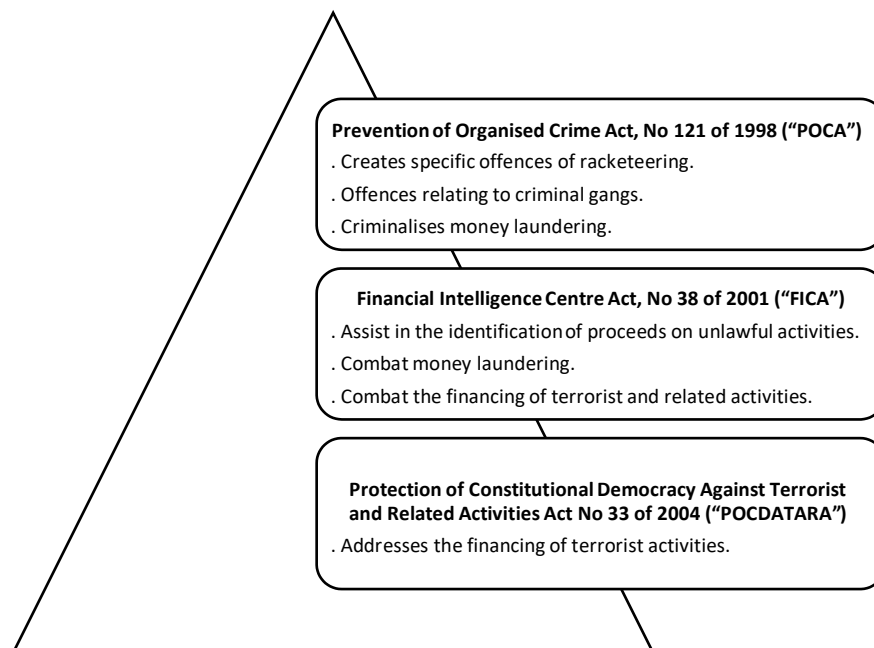 Prevention of Organised Crime Act, No 121 of 1998 (“POCA”)
. Creates specific offences of racketeering.
. Offences relating to criminal gangs.
. Criminalises money laundering.
Financial Intelligence Centre Act, No 38 of 2001 (“FICA”)
. Assist in the identification of proceeds on unlawful activities.
. Combat money laundering.
. Combat the financing of terrorist and related activities.
Protection of Constitutional Democracy Against Terrorist
and Related Activities Act No 33 of 2004 (“POCDATARA”)
. Addresses the financing of terrorist activities.